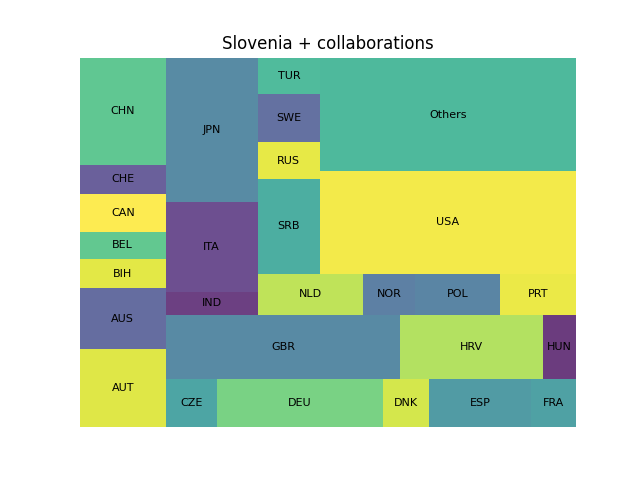 Slovenia + collaborations
TUR
CHN
JPN
Others
SWE
RUS
CHE
CAN
SRB
USA
BEL
ITA
BIH
IND
NLD
NOR
POL
PRT
AUS
GBR
HRV
HUN
AUT
CZE
DEU
DNK
ESP
FRA